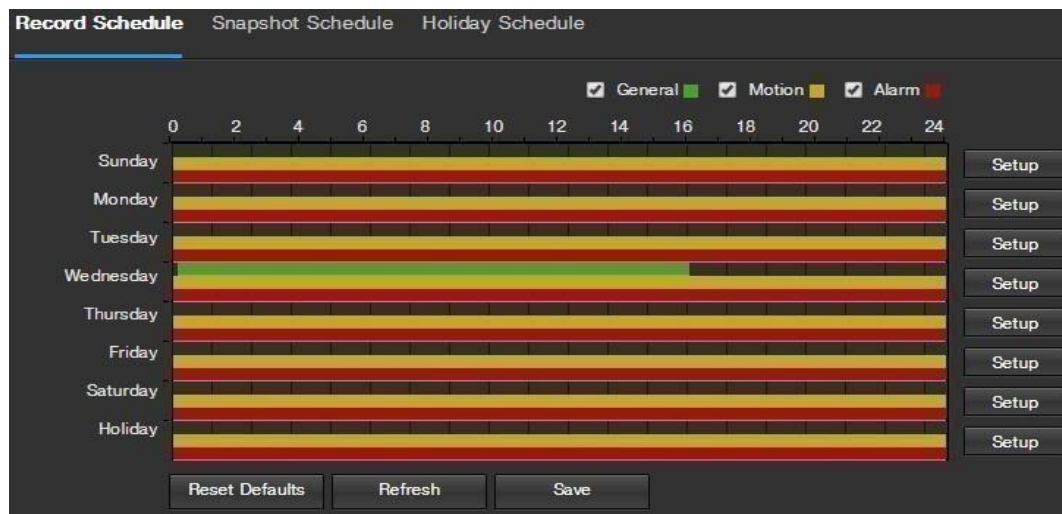 Record Schedule Snapshot Schedule Holiday Schedule
General Motion Alarm
0 2 4 6 8 10 12 14 16 18 20 22 24
Sunday Setup
Monday Setup
Tuesday Setup
Wednesday Setup
Thursday Setup
Friday Setup
Saturday Setup
Holiday Setup
Reset Defaults Refresh Save